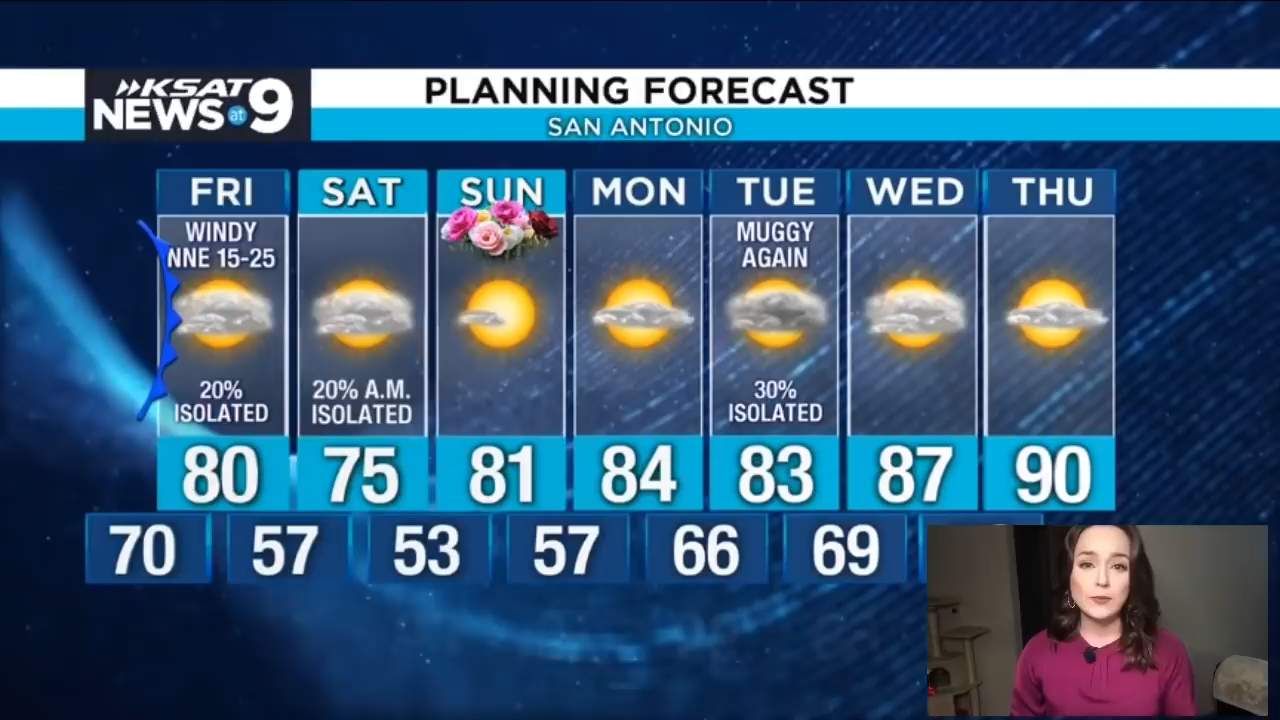 KSAT
NEWS at 9
PLANNING FORECAST
SAN ANTONIO
FRI
SAT
SUN
MON
TUE
WED
THU
WINDY
NNE 15-25
MUGGY
AGAIN
20%
ISOLATED
20% A.M.
ISOLATED
30%
ISOLATED
80
75
81
84
83
87
90
70
57
53
57
66
69